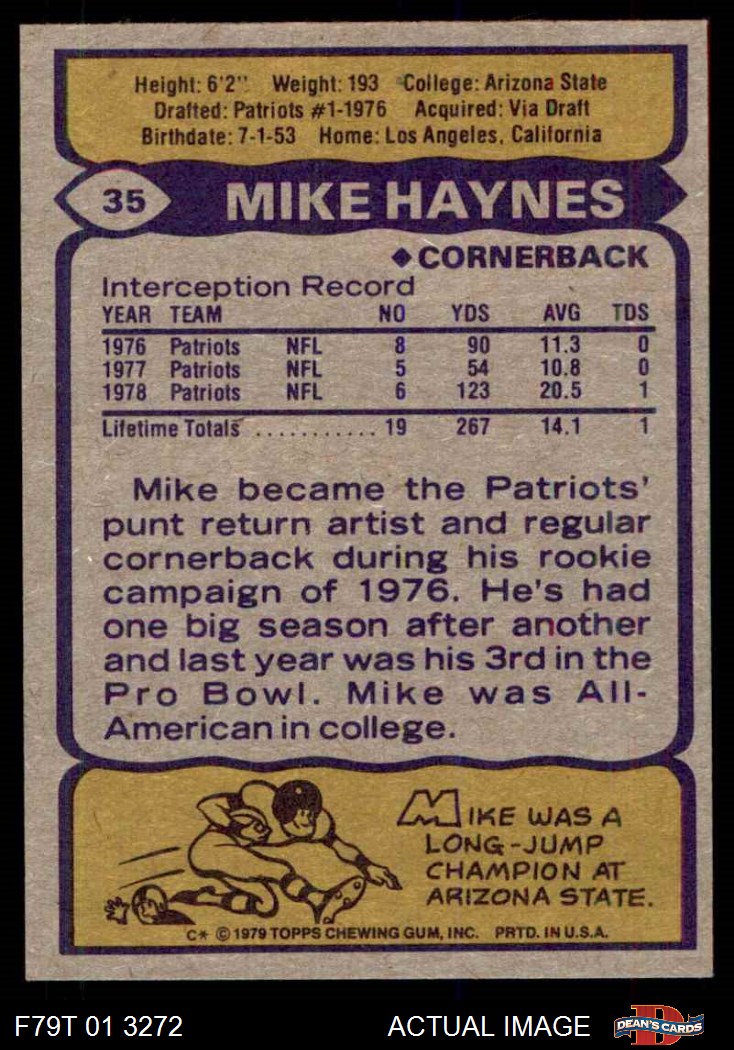 Height: 6'2" Weight: 193 College: Arizona State
Drafted: Patriots #1-1976 Acquired: Via Draft
Birthdate: 7-1-53 Home: Los Angeles, California
35 MIKE HAYNES
◆CORNERBACK
Interception Record
YEAR TEAM NO YDS AVG TDS
1976 Patriots NFL 8 90 11.3 0
1977 Patriots NFL 5 54 10.8 0
1978 Patriots NFL 6 123 20.5 1
Lifetime Totals ........... 19 267 14.1 1
Mike became the Patriots'
punt return artist and regular
cornerback during his rookie
campaign of 1976. He's had
one big season after another
and last year was his 3rd in the
Pro Bowl. Mike was All-
American in college.
MIKE WAS A
LONG-JUMP
CHAMPION AT
ARIZONA STATE.
C* © 1979 TOPPS CHEWING GUM, INC. PRTD. IN U.S.A.
F79T 01 3272 ACTUAL IMAGE D DEAN'S CARDS